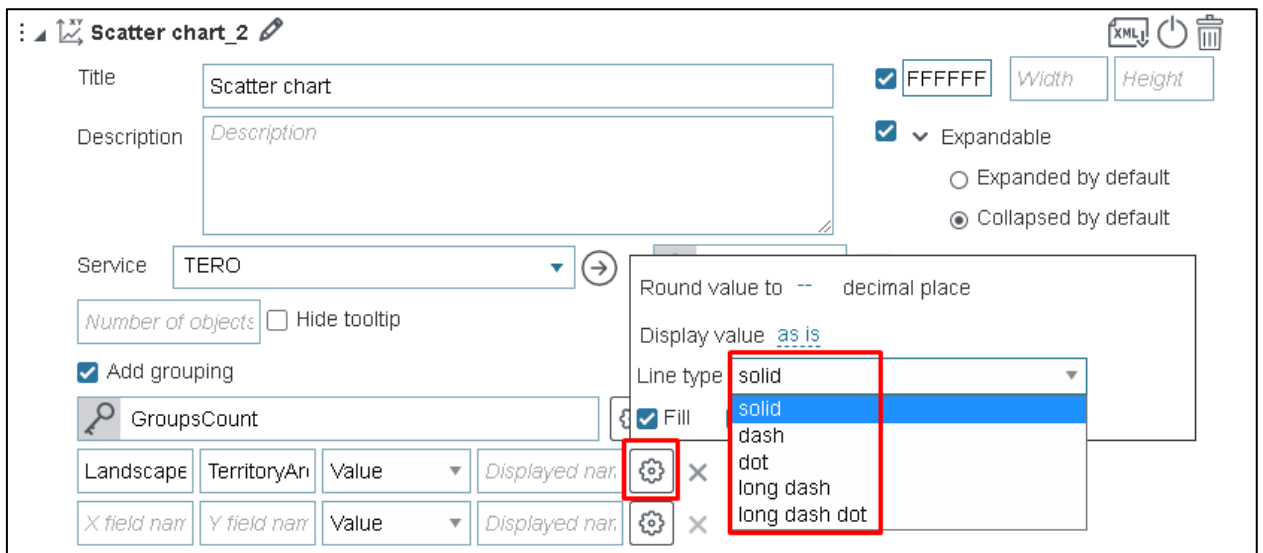 Scatter chart_2
XML
Title
Scatter chart
FFFFFF
Width
Height
Description
Description
Expandable
Expanded by default
Collapsed by default
Service
TERO
Round value to -- decimal place
Number of objects
Hide tooltip
Display value as is
Add grouping
Line type solid
GroupsCount
Fill
solid
dash
dot
long dash
long dash dot
Landscape
TerritoryAr
Value
Displayed nar
X field narr
Y field narr
Value
Displayed nar